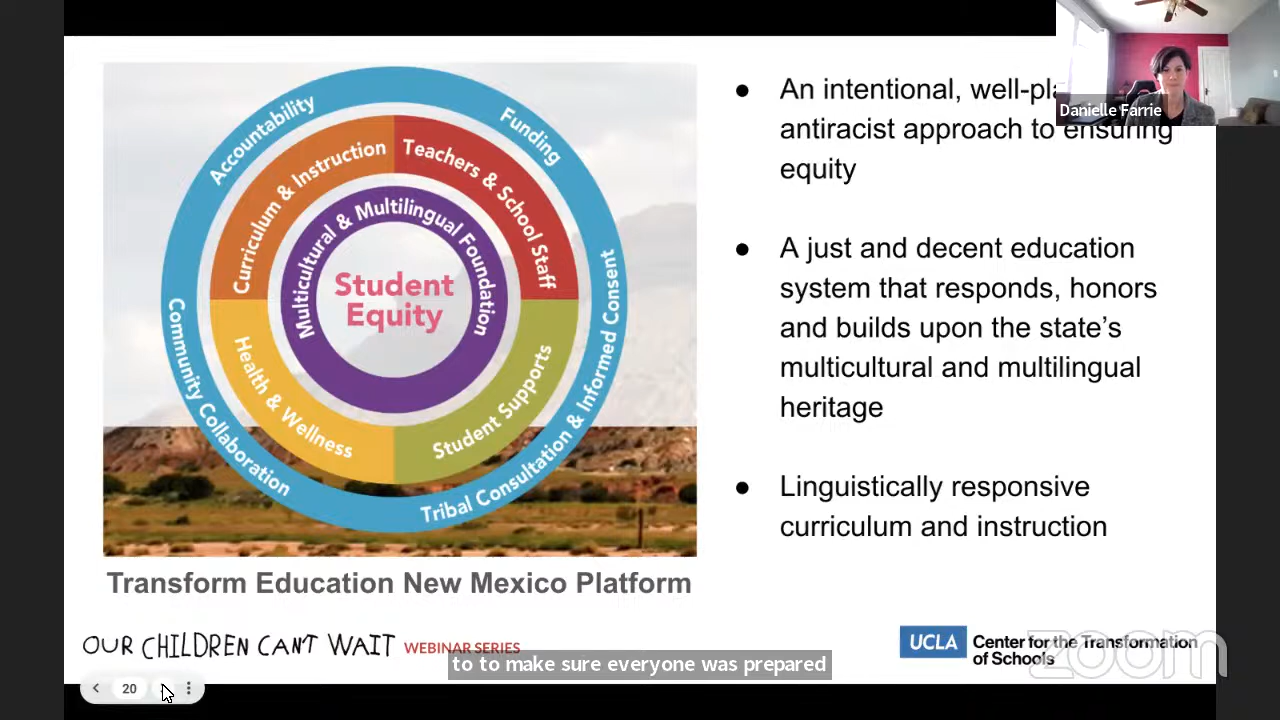 Danielle Farrie
Accountability
Funding
Curriculum & Instruction
Teachers & School Staff
Multicultural & Multilingual Foundation
Student
Equity
Health & Wellness
Student Supports
Community Collaboration
Tribal Consultation & Informed Consent
Transform Education New Mexico Platform
● An intentional,
antiracist approach to ensuring
equity
● A just and decent education
system that responds, honors
and builds upon the state’s
multicultural and multilingual
heritage
● Linguistically responsive
curriculum and instruction
OUR CHILDREN CAN'T WAIT WEBINAR SERIES
UCLA Center for the Transformation
of Schools
zoom
to to make sure everyone was prepared
20